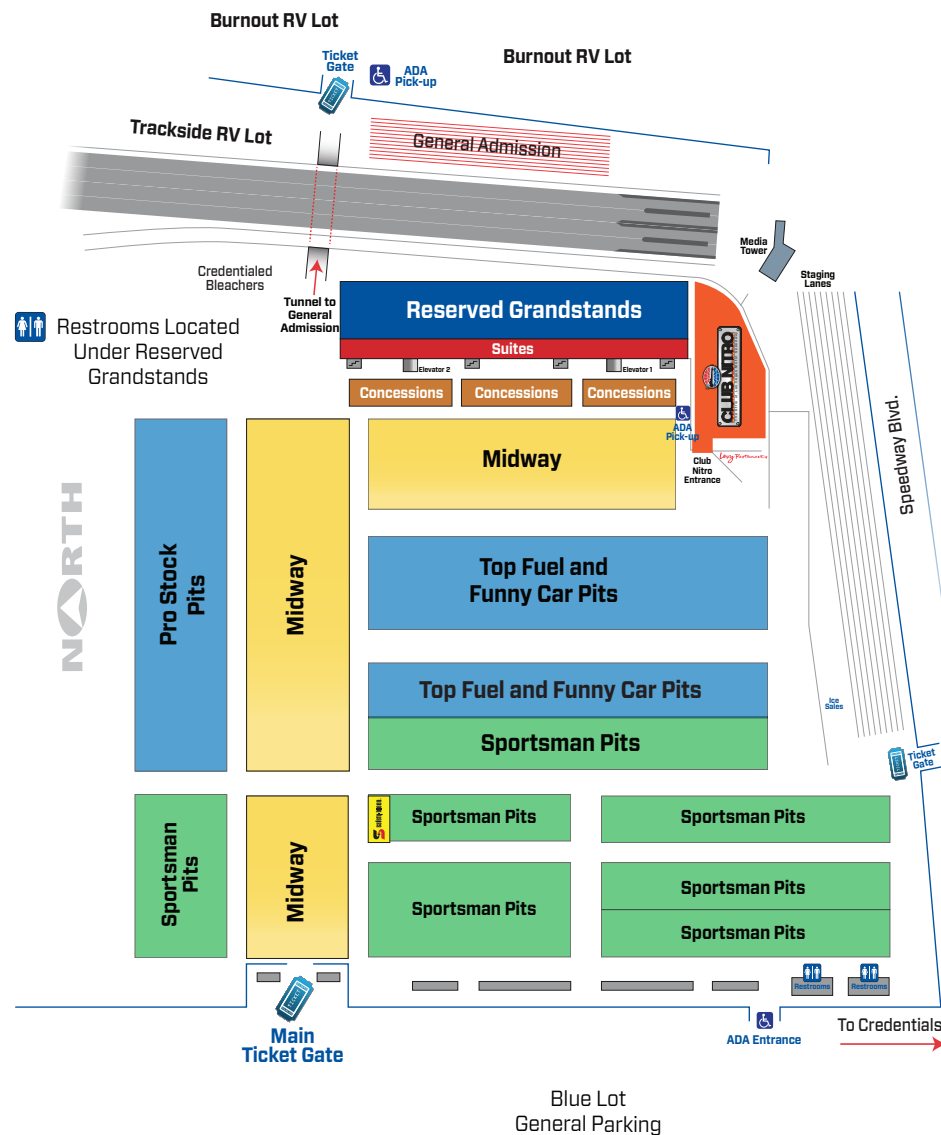 Burnout RV Lot
Burnout RV Lot
Ticket
Gate
TICKET
ADA
Pick-up
Trackside RV Lot
General Admission
Media
Tower
Staging
Lanes
Credentialed
Bleachers
Tunnel to
General
Admission
Restrooms Located
Under Reserved
Grandstands
Reserved Grandstands
Suites
Elevator 2
Elevator 1
Concessions
Concessions
Concessions
CLUB NITRO
ADA
Pick-up
Club
Nitro
Entrance
Levy Restaurants
Speedway Blvd.
NORTH
Midway
Pro Stock
Pits
Midway
Top Fuel and
Funny Car Pits
Top Fuel and Funny Car Pits
Sportsman Pits
Ice
Sales
TICKET
Ticket
Gate
Sportsman
Pits
Midway
Sportsman Pits
Sportsman Pits
Sportsman Pits
Sportsman Pits
Sportsman Pits
Restrooms
Restrooms
TICKET
Main
Ticket Gate
ADA Entrance
To Credentials
Blue Lot
General Parking